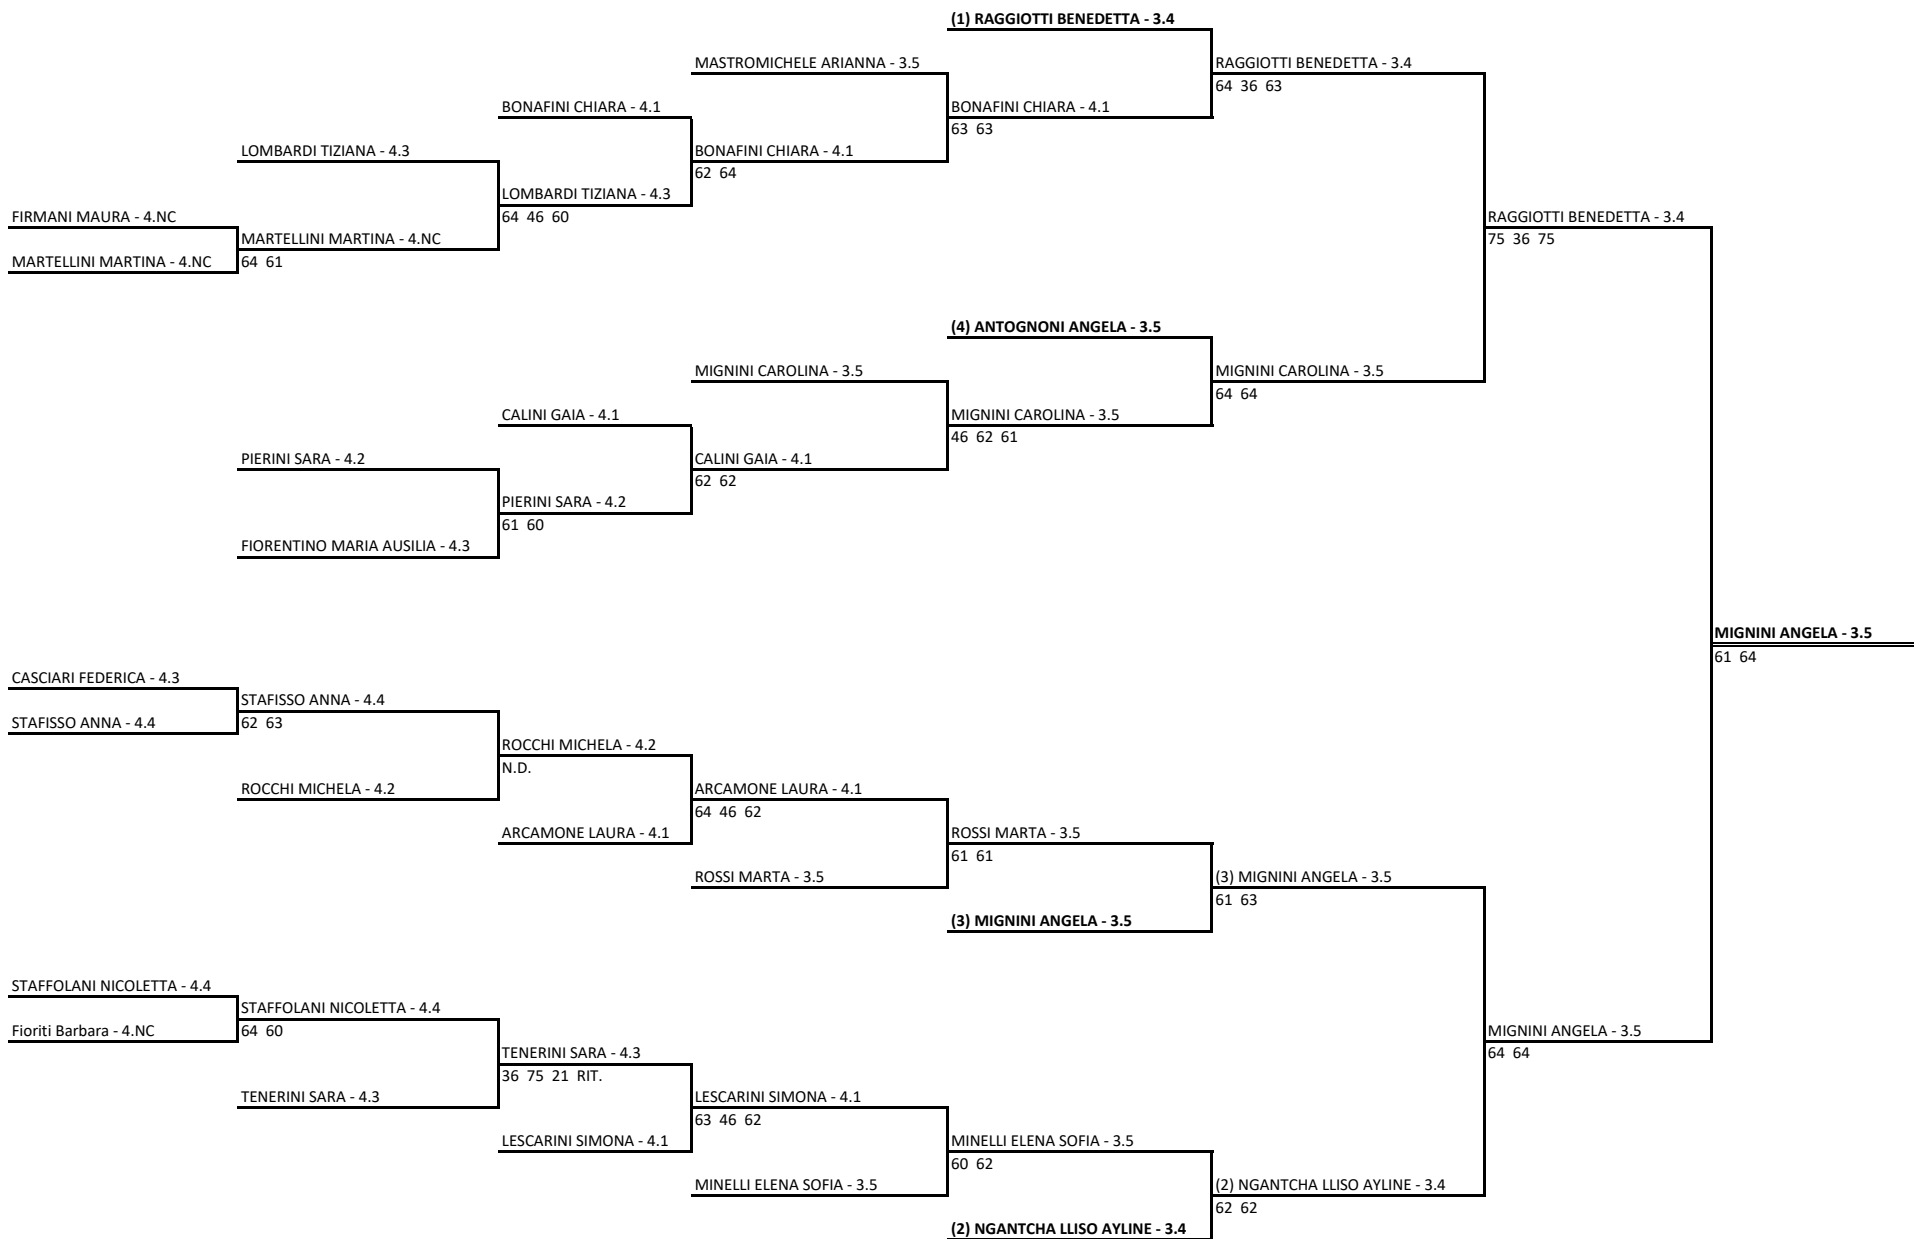 (1) RAGGIOTTI BENEDETTA - 3.4
MASTROMICHELE ARIANNA - 3.5
RAGGIOTTI BENEDETTA - 3.4
64 36 63
BONAFINI CHIARA - 4.1
BONAFINI CHIARA - 4.1
63 63
LOMBARDI TIZIANA - 4.3
BONAFINI CHIARA - 4.1
62 64
LOMBARDI TIZIANA - 4.3
64 46 60
FIRMANI MAURA - 4.NC
RAGGIOTTI BENEDETTA - 3.4
75 36 75
MARTELLINI MARTINA - 4.NC
64 61
MARTELLINI MARTINA - 4.NC
(4) ANTOGNONI ANGELA - 3.5
MIGNINI CAROLINA - 3.5
MIGNINI CAROLINA - 3.5
64 64
CALINI GAIA - 4.1
MIGNINI CAROLINA - 3.5
46 62 61
PIERINI SARA - 4.2
CALINI GAIA - 4.1
62 62
PIERINI SARA - 4.2
61 60
FIORENTINO MARIA AUSILIA - 4.3
MIGNINI ANGELA - 3.5
61 64
CASCIARI FEDERICA - 4.3
STAFISSO ANNA - 4.4
62 63
STAFISSO ANNA - 4.4
ROCCHI MICHELA - 4.2
N.D.
ROCCHI MICHELA - 4.2
ARCAMONE LAURA - 4.1
64 46 62
ARCAMONE LAURA - 4.1
ROSSI MARTA - 3.5
61 61
ROSSI MARTA - 3.5
(3) MIGNINI ANGELA - 3.5
61 63
(3) MIGNINI ANGELA - 3.5
STAFFOLANI NICOLETTA - 4.4
STAFFOLANI NICOLETTA - 4.4
64 60
Fioriti Barbara - 4.NC
MIGNINI ANGELA - 3.5
64 64
TENERINI SARA - 4.3
36 75 21 RIT.
TENERINI SARA - 4.3
LESCARINI SIMONA - 4.1
63 46 62
LESCARINI SIMONA - 4.1
MINELLI ELENA SOFIA - 3.5
60 62
MINELLI ELENA SOFIA - 3.5
(2) NGANTCHA LLISO AYLINE - 3.4
62 62
(2) NGANTCHA LLISO AYLINE - 3.4